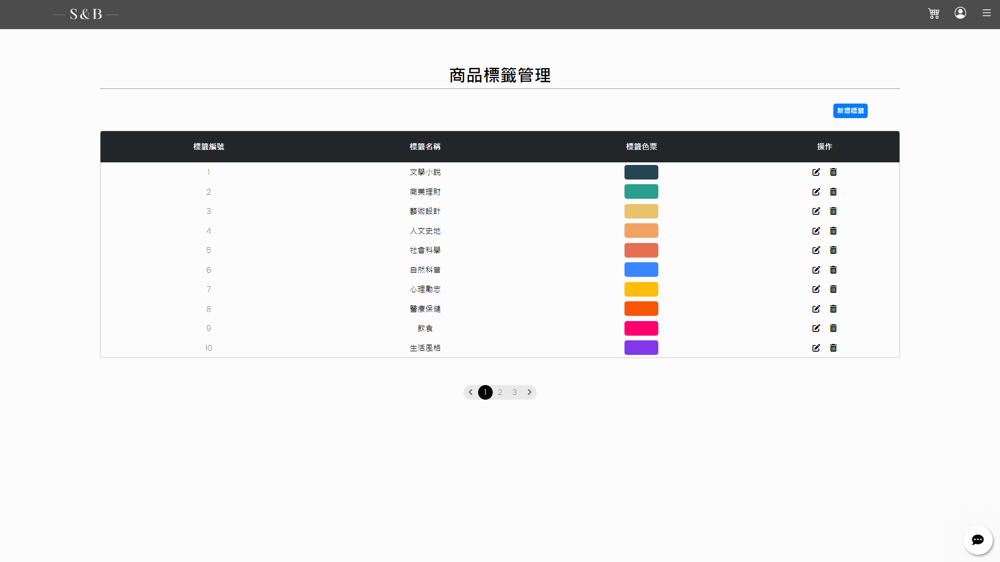 S & B
商品標籤管理
新增標籤
標籤編號 標籤名稱 標籤色票 操作
1 文學小說
2 商業理財
3 藝術設計
4 人文史地
5 社會科學
6 自然科普
7 心理勵志
8 醫療保健
9 飲食
10 生活風格
1 2 3